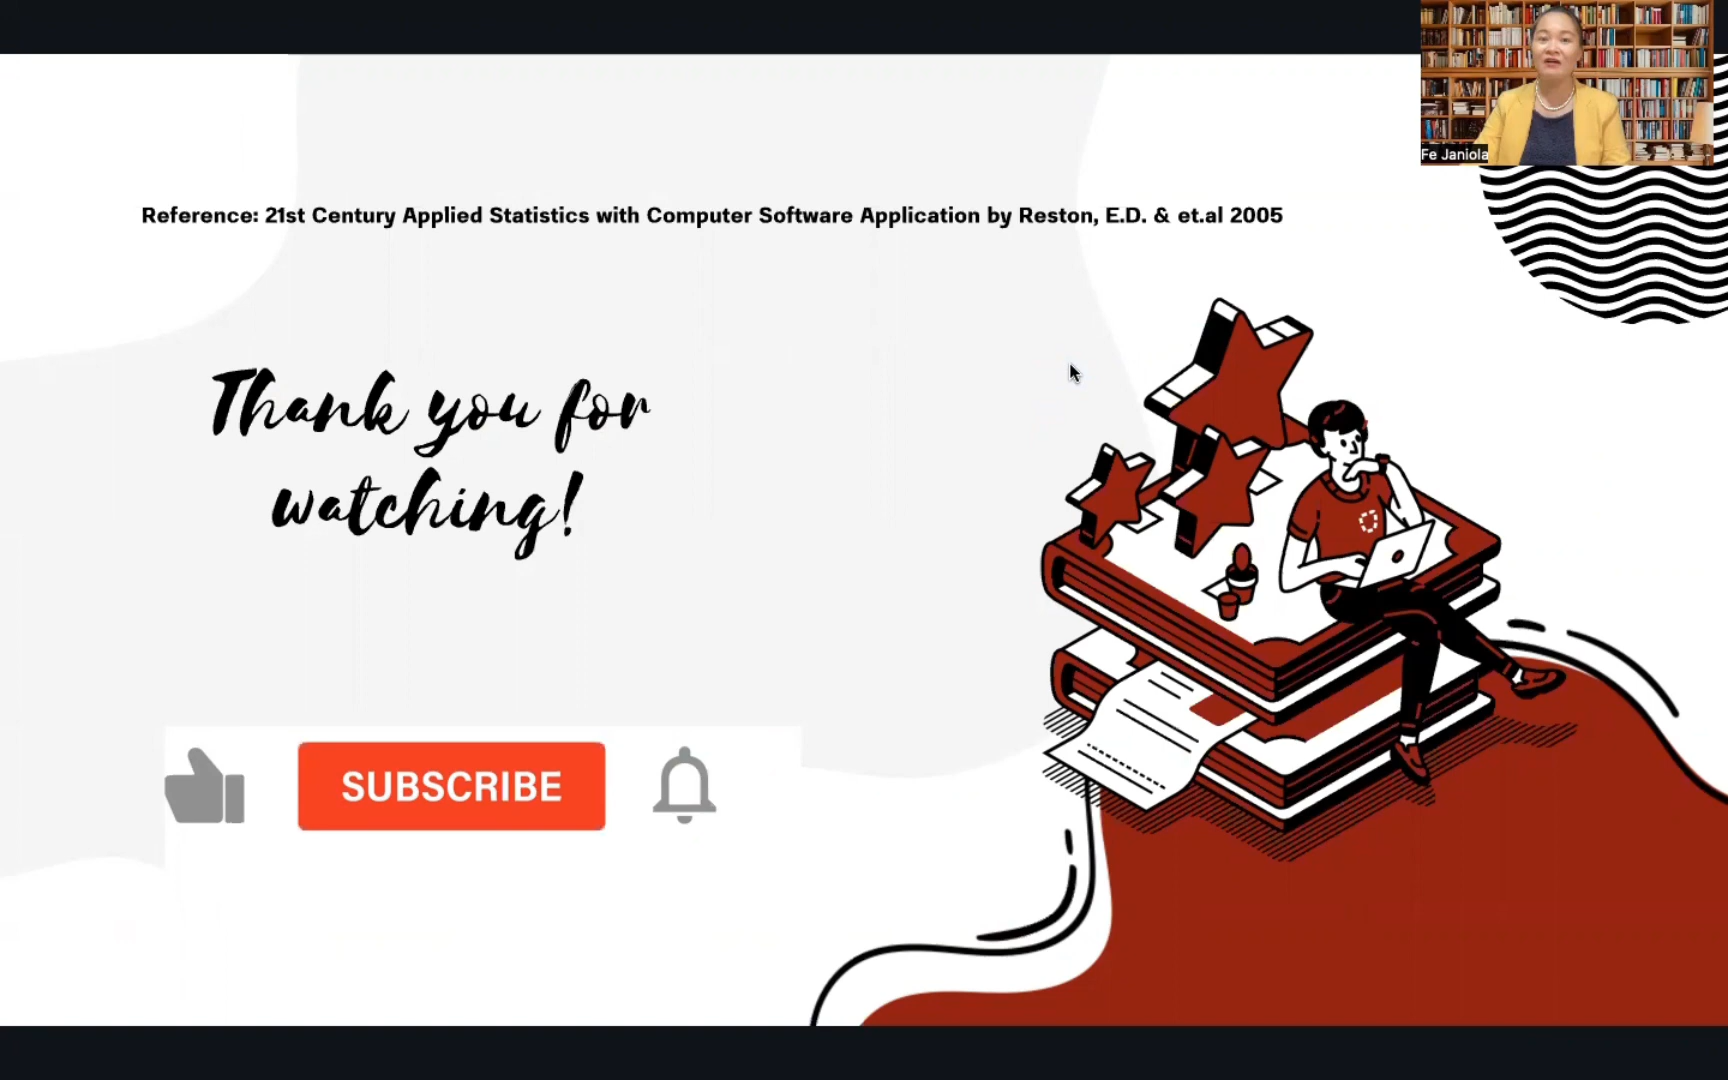 Fe Janiola
Reference: 21st Century Applied Statistics with Computer Software Application by Reston, E.D. & et.al 2005
Thank you for
watching!
SUBSCRIBE